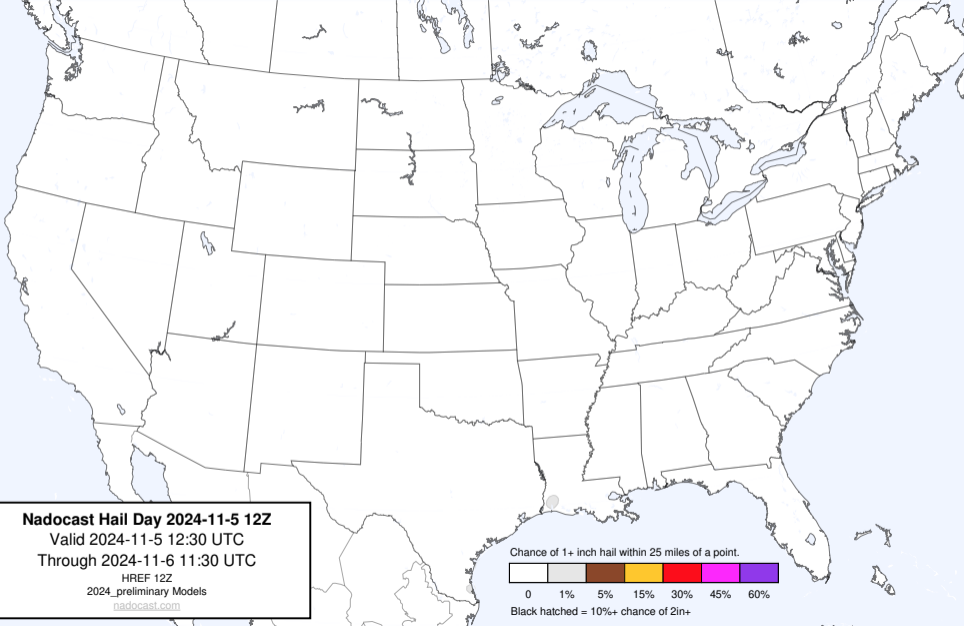 Nadocast Hail Day 2024-11-5 12Z
Valid 2024-11-5 12:30 UTC
Through 2024-11-6 11:30 UTC
HREF 12Z
2024_preliminary Models
nadocast.com
Chance of 1+ inch hail within 25 miles of a point.
0 1% 5% 15% 30% 45% 60%
Black hatched = 10%+ chance of 2in+